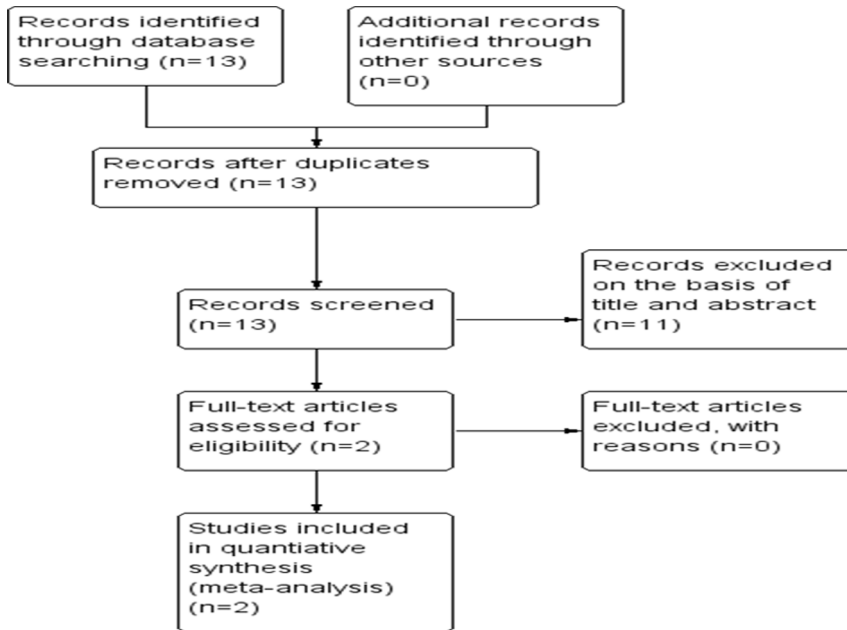 Records identified
through database
searching (n=13)
Additional records
identified through
other sources
(n=0)
Records after duplicates
removed (n=13)
Records screened
(n=13)
Records excluded
on the basis of
title and abstract
(n=11)
Full-text articles
assessed for
eligibility (n=2)
Full-text articles
excluded, with
reasons (n=0)
Studies included
in quantiative
synthesis
(meta-analysis)
(n=2)